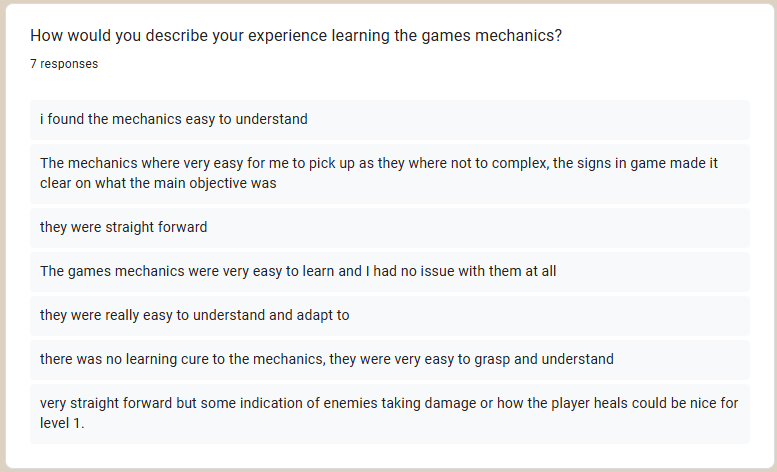 How would you describe your experience learning the games mechanics?
7 responses
i found the mechanics easy to understand
The mechanics where very easy for me to pick up as they where not to complex, the signs in game made it
clear on what the main objective was
they were straight forward
The games mechanics were very easy to learn and I had no issue with them at all
they were really easy to understand and adapt to
there was no learning cure to the mechanics, they were very easy to grasp and understand
very straight forward but some indication of enemies taking damage or how the player heals could be nice for
level 1.